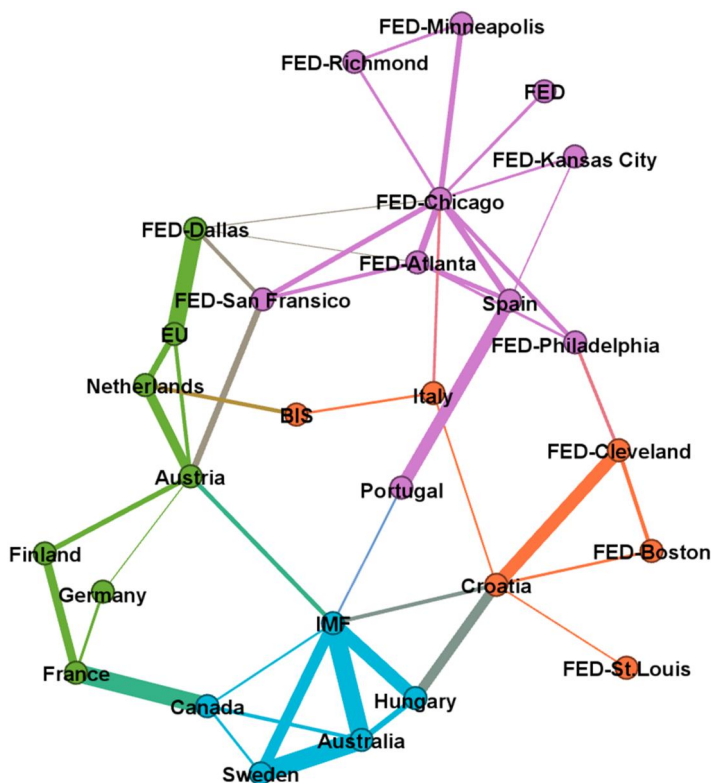 FED-Minneapolis
FED-Richmond
FED
FED-Kansas City
FED-Chicago
FED-Dallas
FED-Atlanta
FED-San Fransico
Spain
EU
FED-Philadelphia
Netherlands
Italy
BIS
FED-Cleveland
Austria
Portugal
Finland
FED-Boston
Germany
Croatia
IMF
FED-St.Louis
France
Hungary
Canada
Australia
Sweden